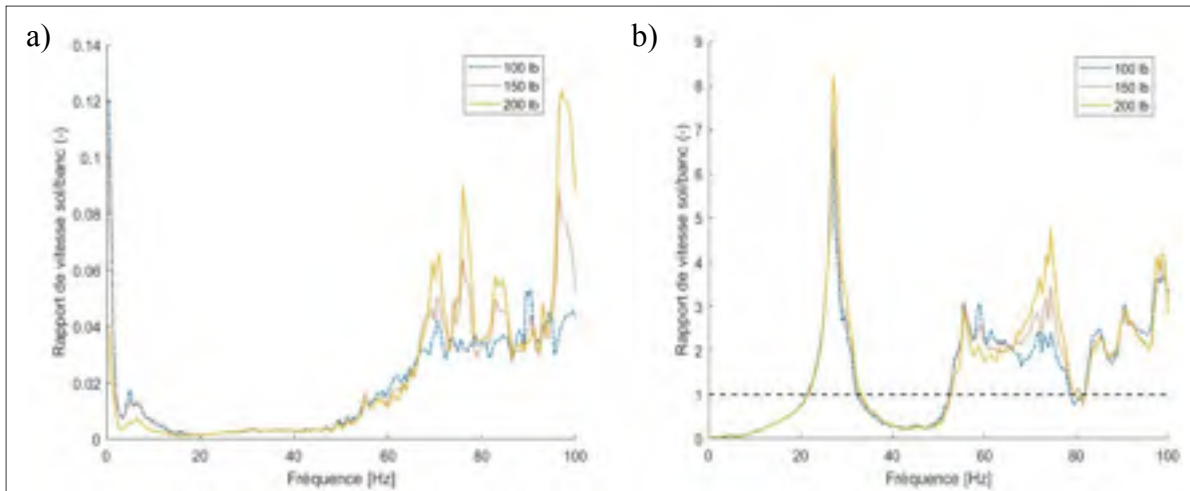 a)
0.14
0.12
0.1
0.08
0.06
0.04
0.02
0
0 20 40 60 80 100
Rapport de vitesse sol/banc (-)
Fréquence [Hz]
100 lb
150 lb
200 lb
b)
9
8
7
6
5
4
3
2
1
0
0 20 40 60 80 100
Rapport de vitesse sol/banc (-)
Fréquence [Hz]
100 lb
150 lb
200 lb